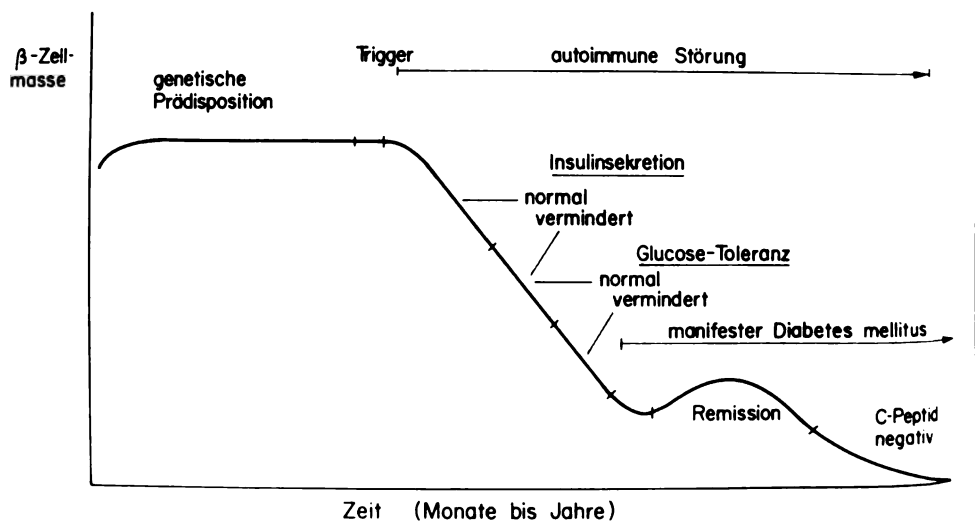 β-Zell-
masse
genetische
Prädisposition
Trigger
autoimmune Störung
Insulinsekretion
normal
vermindert
Glucose-Toleranz
normal
vermindert
manifester Diabetes mellitus
Remission
C-Peptid
negativ
Zeit (Monate bis Jahre)